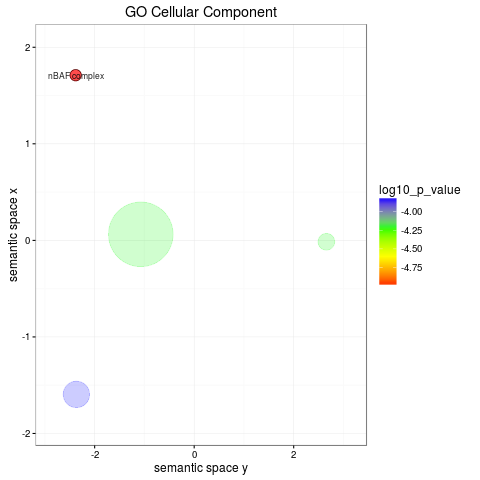 GO Cellular Component
2
1
0
-1
-2
nBAF complex
semantic space x
-2
0
2
semantic space y
log10_p_value
-4.00
-4.25
-4.50
-4.75